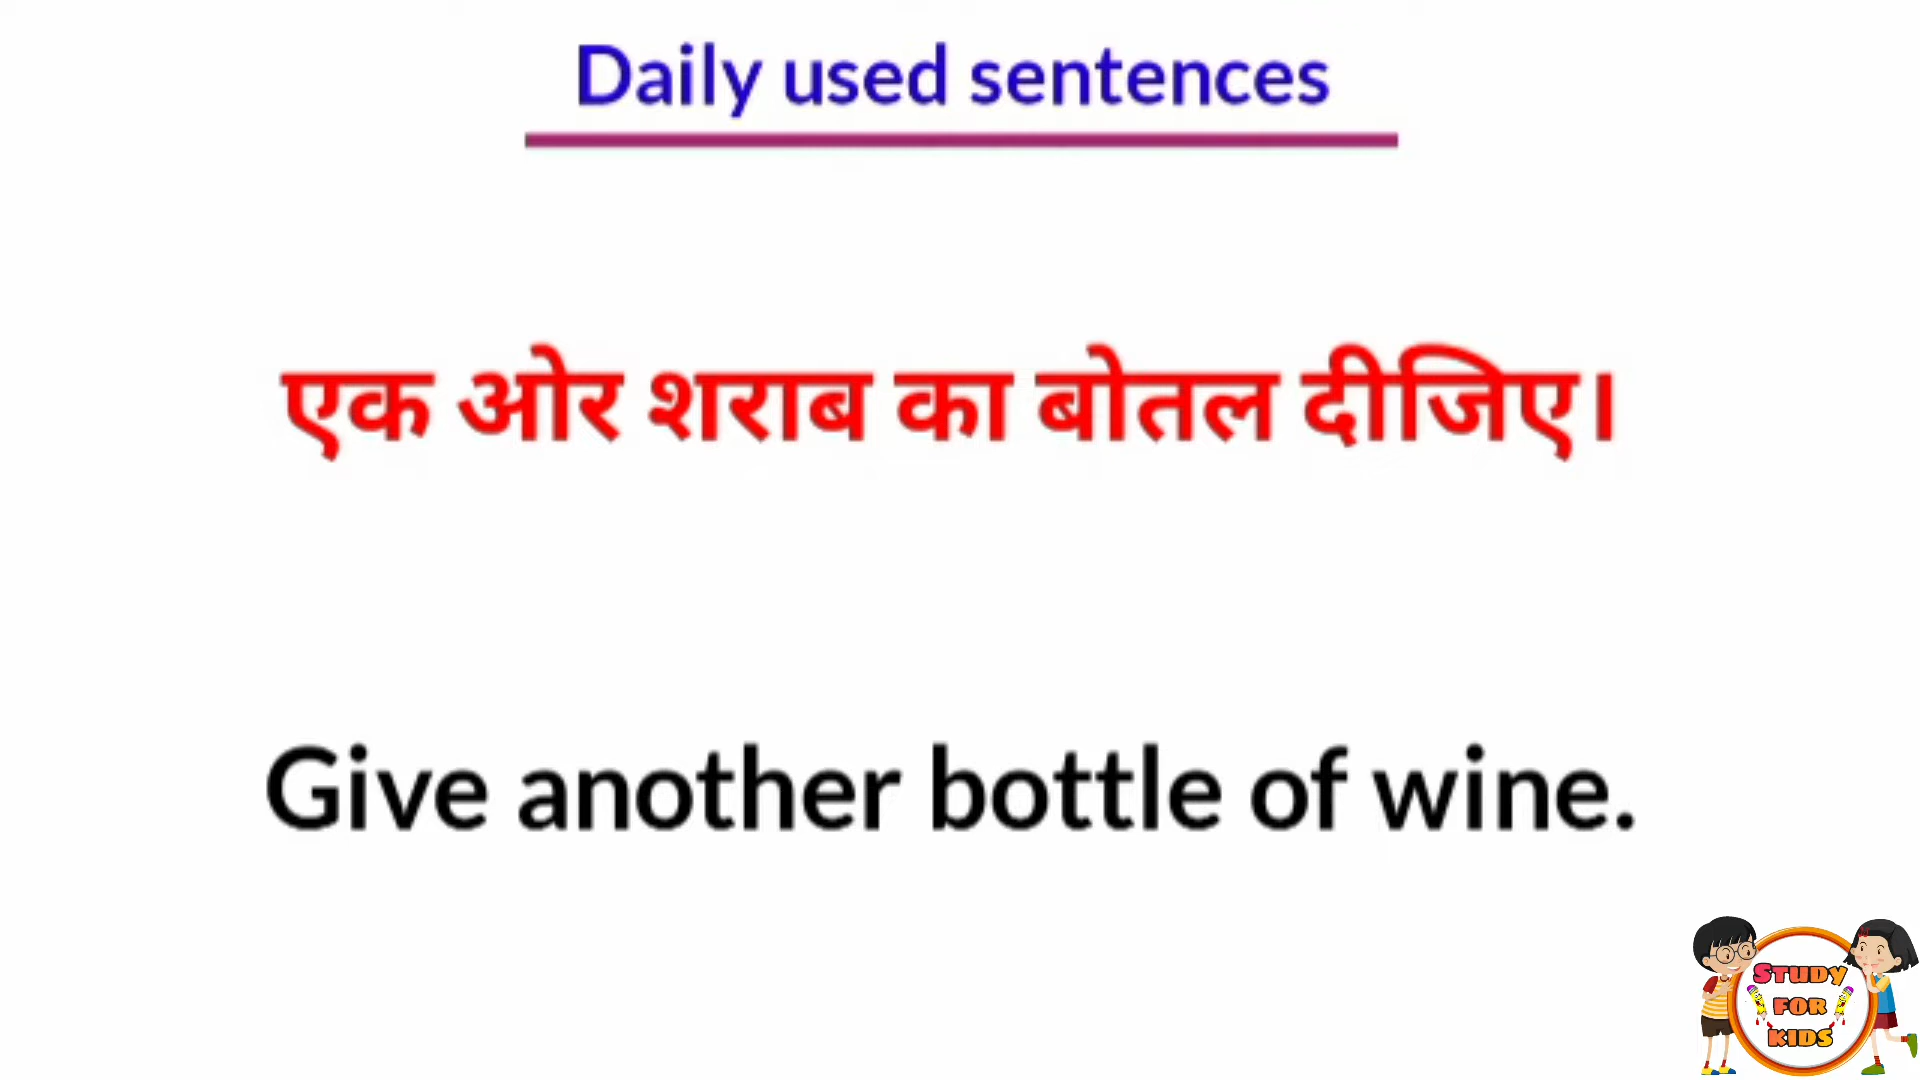 Daily used sentences
एक ओर शराब का बोतल दीजिए।
Give another bottle of wine.
STUDY
FOR
KIDS